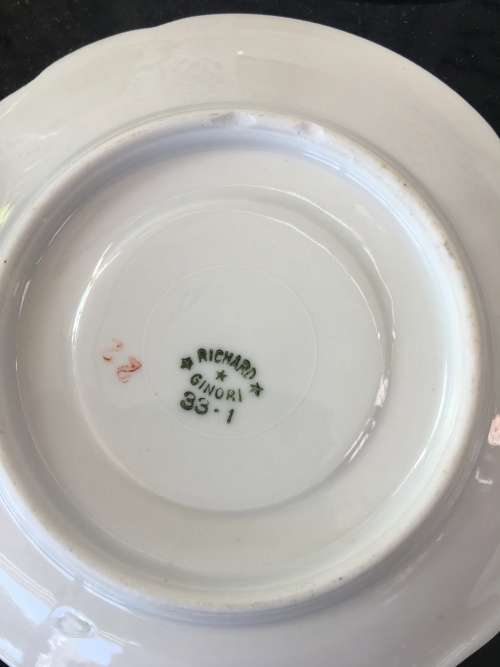 ★ RICHARD ★
★
GINORI
33·1